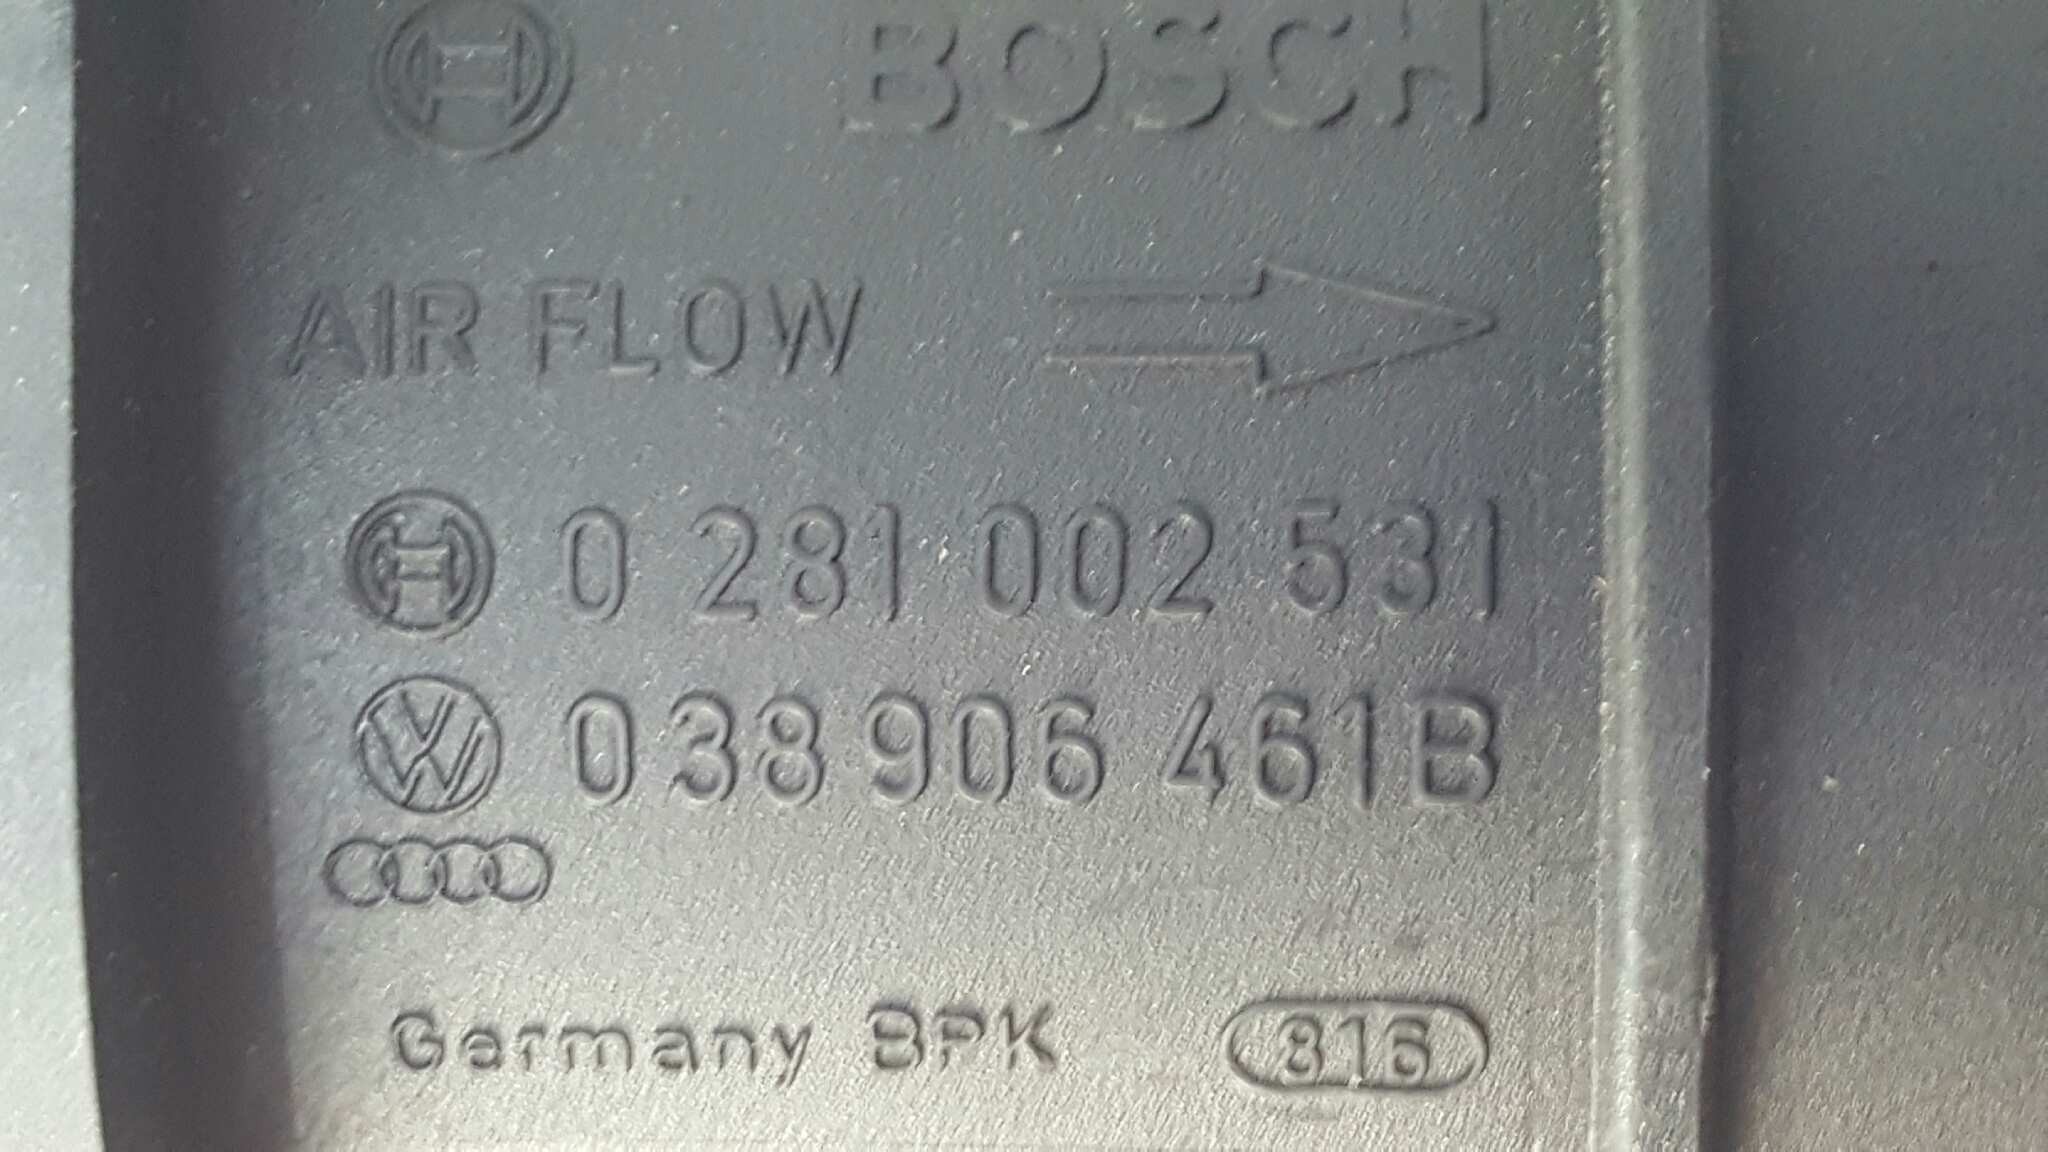 BOSCH
AIR FLOW
0 281 002 531
038 906 461B
Germany BPK 816